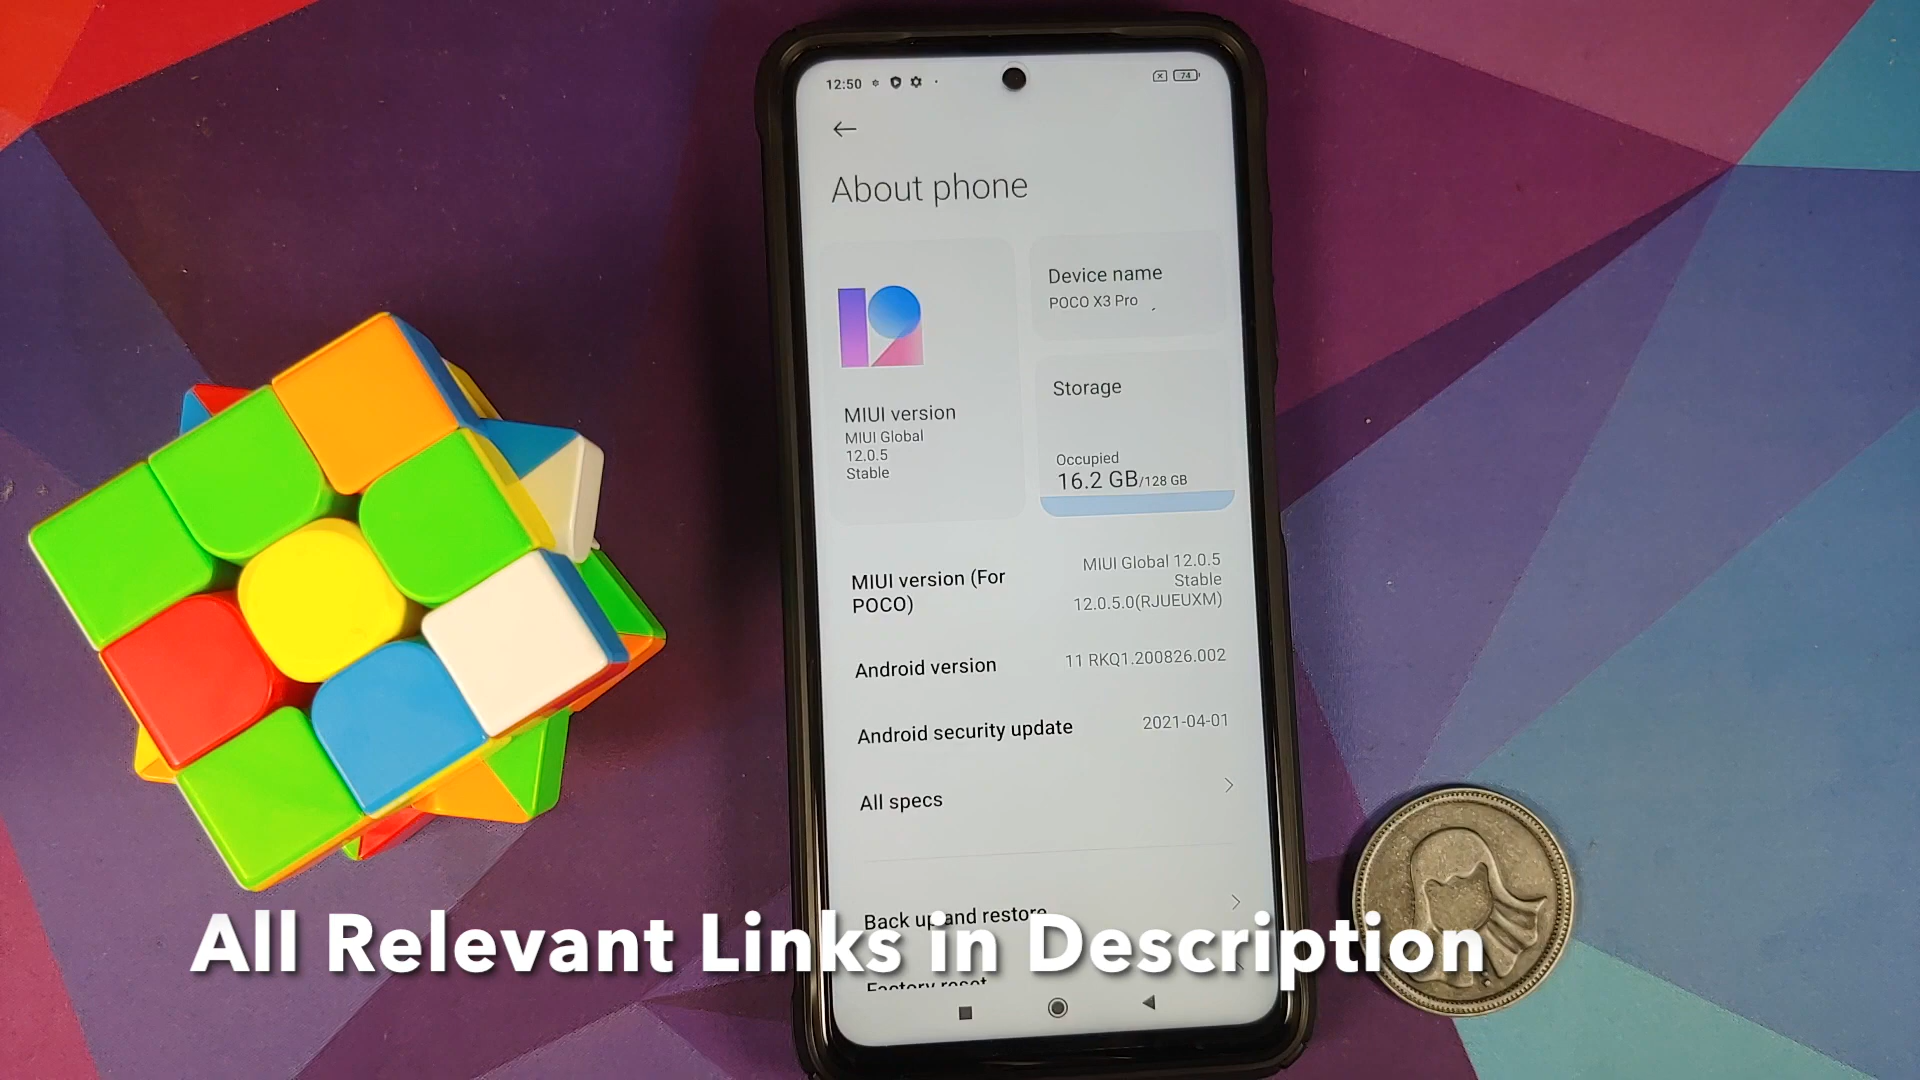 12:50
74
About phone
Device name
POCO X3 Pro
MIUI version
MIUI Global
12.0.5
Stable
Storage
Occupied
16.2 GB/128 GB
MIUI version (For
POCO)
MIUI Global 12.0.5
Stable
12.0.5.0(RJUEUXM)
Android version
11 RKQ1.200826.002
Android security update
2021-04-01
All specs
Back up and restore
All Relevant Links in Description
Factory reset